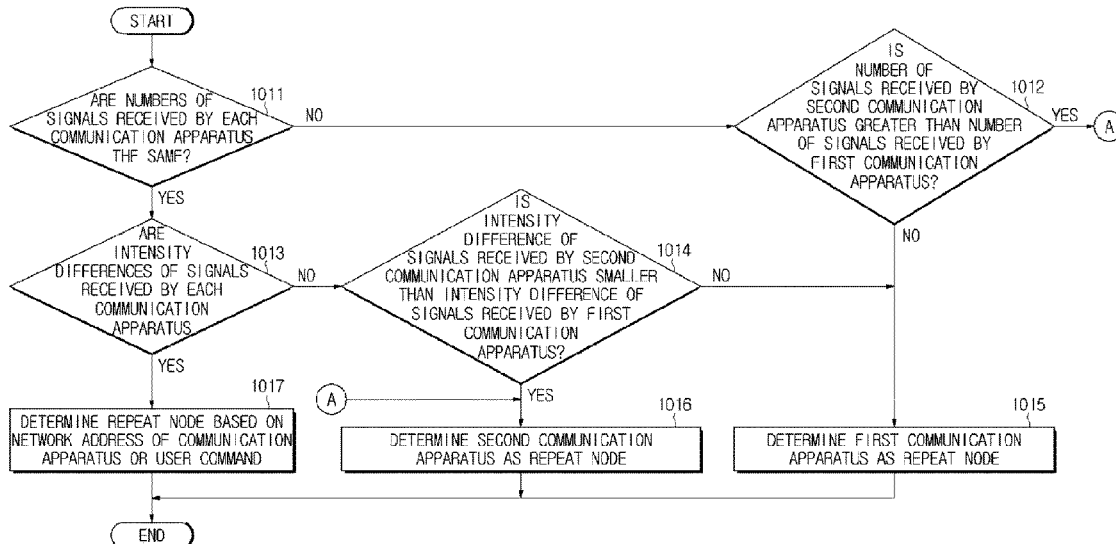 START
ARE NUMBERS OF
SIGNALS RECEIVED BY EACH
COMMUNICATION APPARATUS
THE SAME?
1011
NO
YES
IS
NUMBER OF
SIGNALS RECEIVED BY
SECOND COMMUNICATION
APPARATUS GREATER THAN NUMBER
OF SIGNALS RECEIVED BY
FIRST COMMUNICATION
APPARATUS?
1012
YES
A
NO
ARE
INTENSITY
DIFFERENCES OF SIGNALS
RECEIVED BY EACH
COMMUNICATION
APPARATUS
1013
NO
YES
IS
INTENSITY
DIFFERENCE OF
SIGNALS RECEIVED BY SECOND
COMMUNICATION APPARATUS SMALLER
THAN INTENSITY DIFFERENCE OF
SIGNALS RECEIVED BY FIRST
COMMUNICATION
APPARATUS?
1014
NO
YES
A
1017
DETERMINE REPEAT NODE BASED ON
NETWORK ADDRESS OF COMMUNICATION
APPARATUS OR USER COMMAND
1016
DETERMINE SECOND COMMUNICATION
APPARATUS AS REPEAT NODE
1015
DETERMINE FIRST COMMUNICATION
APPARATUS AS REPEAT NODE
END